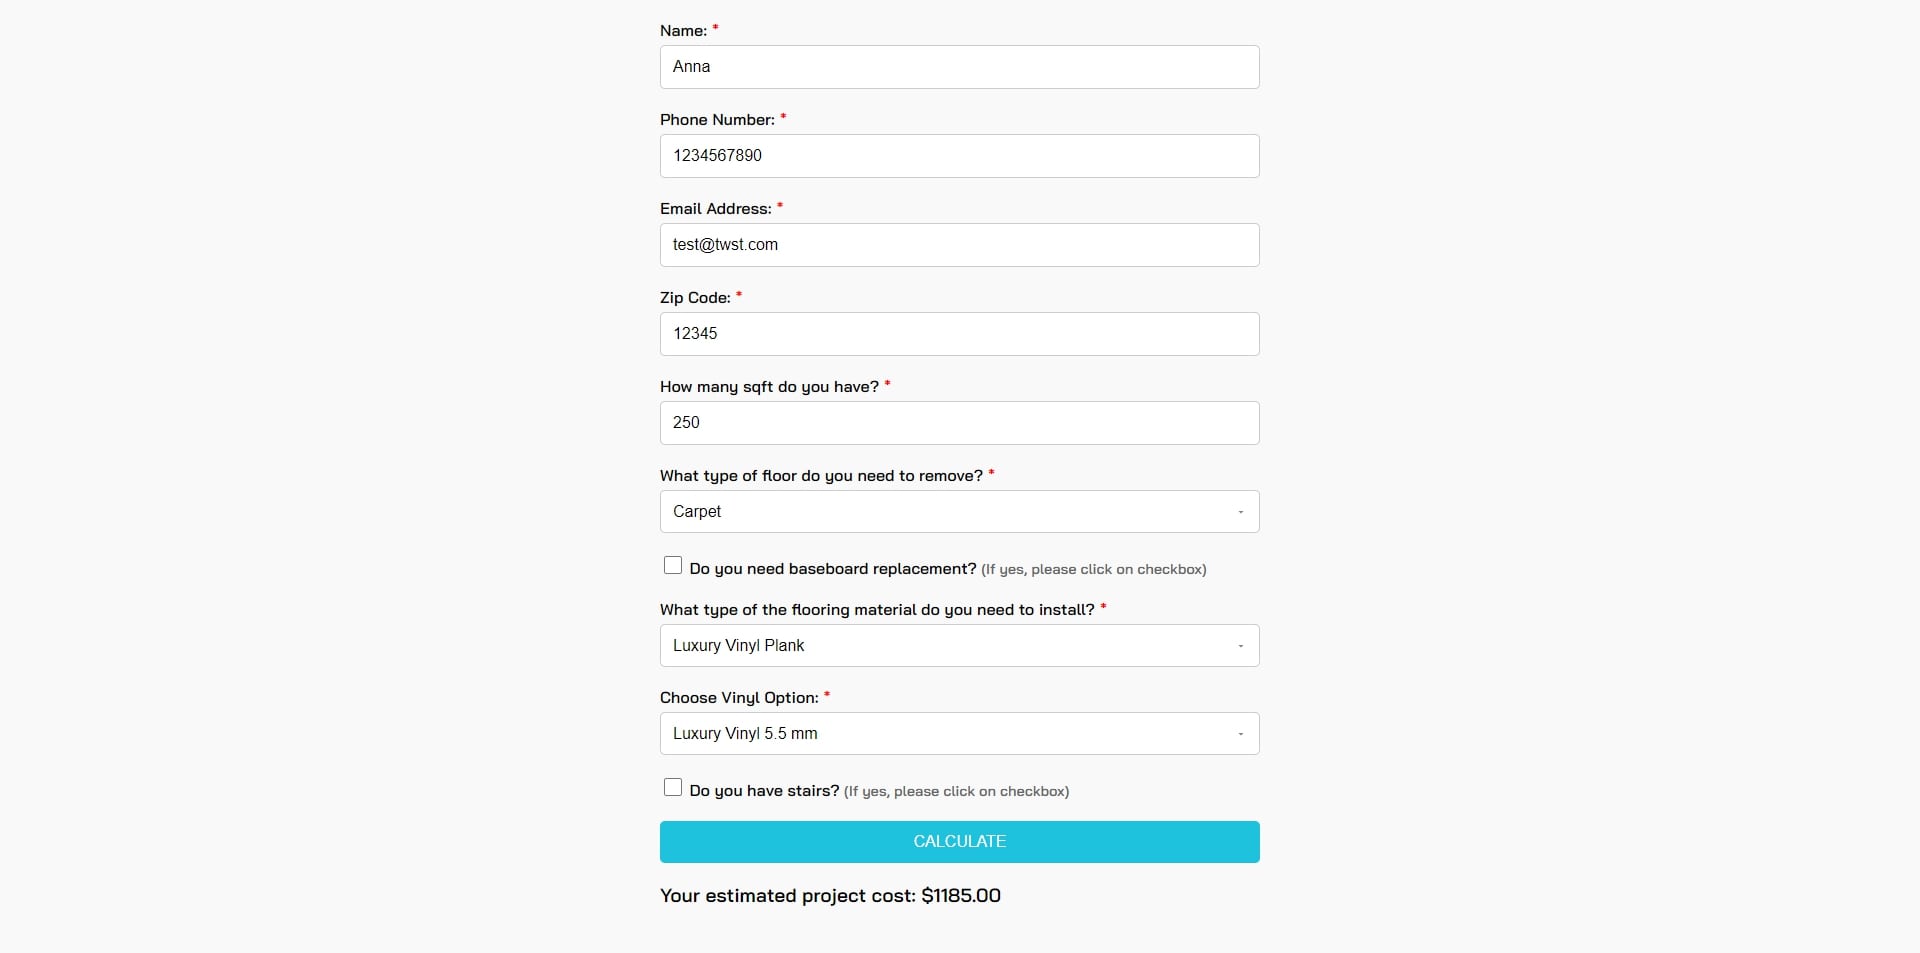 Name: *
Anna
Phone Number: *
1234567890
Email Address: *
test@twst.com
Zip Code: *
12345
How many sqft do you have? *
250
What type of floor do you need to remove? *
Carpet
Do you need baseboard replacement? (If yes, please click on checkbox)
What type of the flooring material do you need to install? *
Luxury Vinyl Plank
Choose Vinyl Option: *
Luxury Vinyl 5.5 mm
Do you have stairs? (If yes, please click on checkbox)
CALCULATE
Your estimated project cost: $1185.00